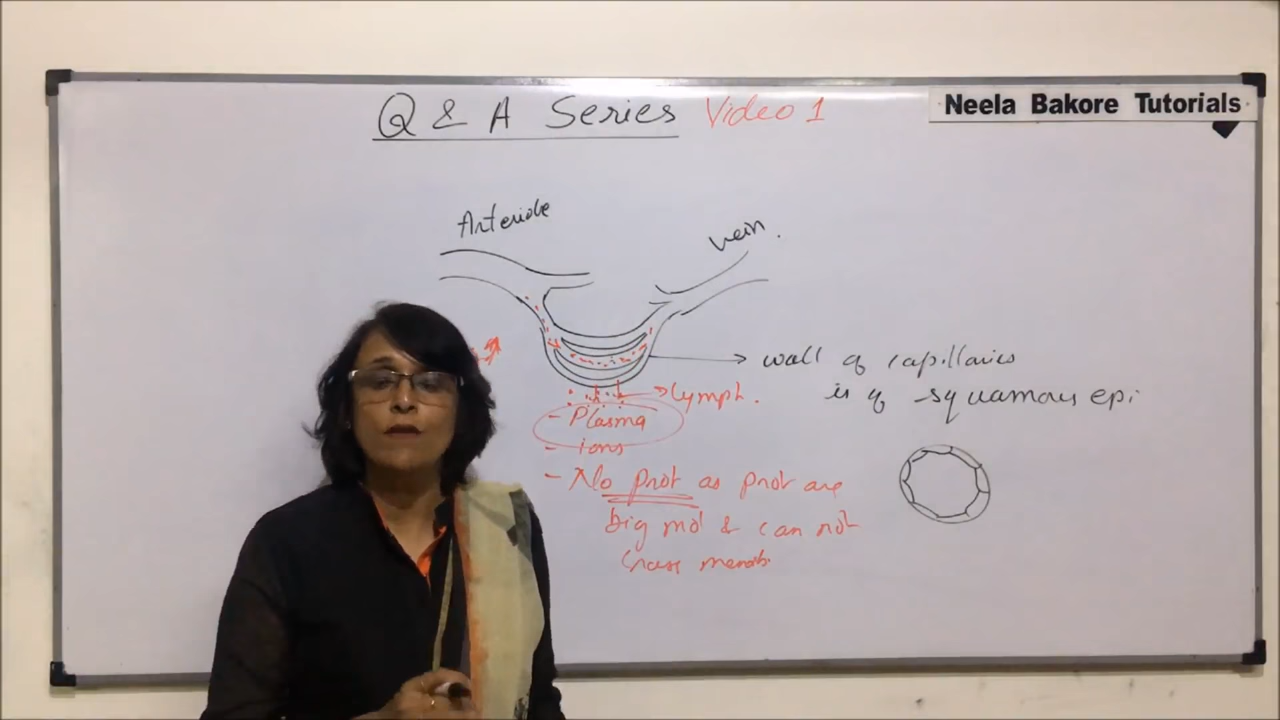 Q & A Series Video 1
Neela Bakore Tutorials
Arteriole
Vein.
wall of capillaries
is of squamous epi
Lymph.
- Plasma
- ions
- No prot as prot are
big mol & can not
cross memb.